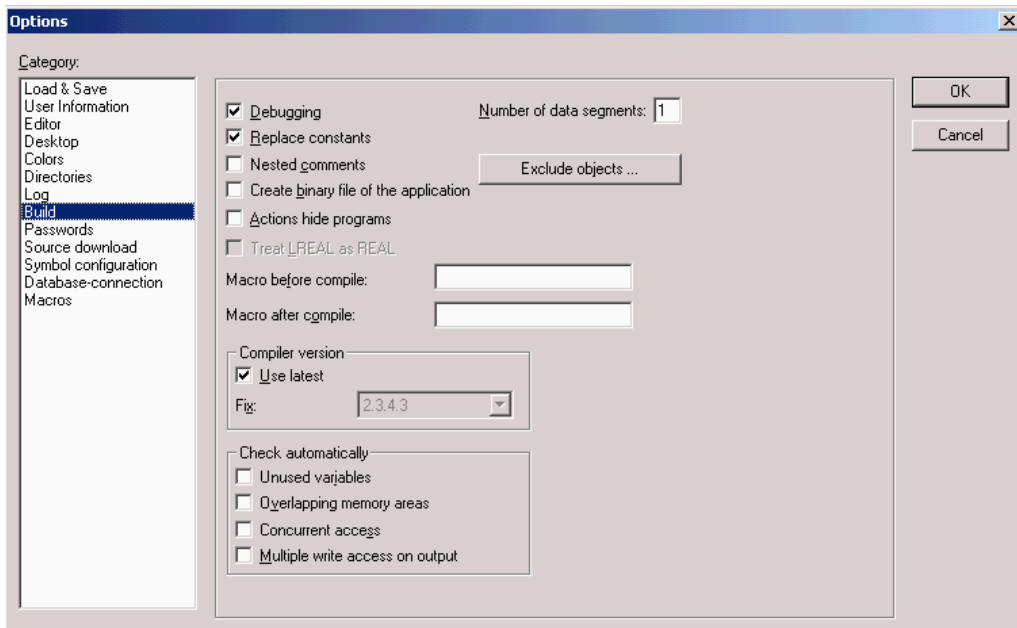 Options
Category:
Load & Save
User Information
Editor
Desktop
Colors
Directories
Log
Build
Passwords
Source download
Symbol configuration
Database-connection
Macros
Debugging
Number of data segments: 1
Replace constants
Nested comments
Exclude objects ...
Create binary file of the application
Actions hide programs
Treat LREAL as REAL
Macro before compile:
Macro after compile:
Compiler version
Use latest
Fix: 2.3.4.3
Check automatically
Unused variables
Overlapping memory areas
Concurrent access
Multiple write access on output
OK
Cancel